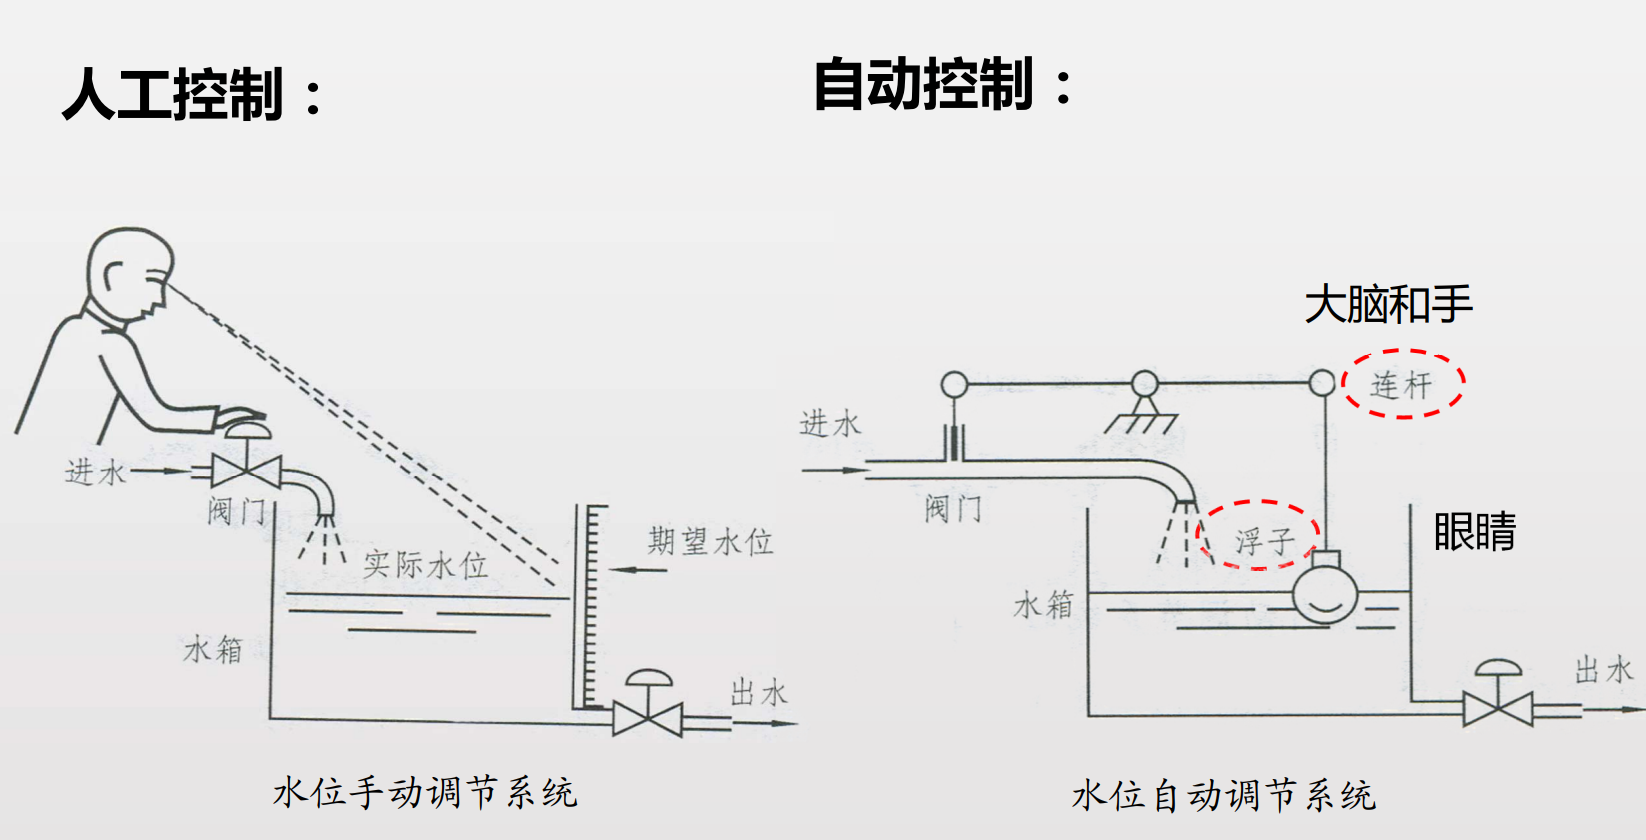 人工控制：
自动控制：
进水
阀门
实际水位
期望水位
水箱
出水
水位手动调节系统
大脑和手
连杆
进水
阀门
浮子
眼睛
水箱
出水
水位自动调节系统